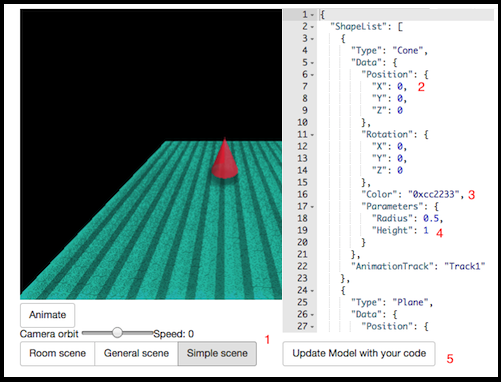 1 {
2 "ShapeList": [
3 {
4 "Type": "Cone",
5 "Data": {
6 "Position": {
7 "X": 0, 2
8 "Y": 0,
9 "Z": 0
10 },
11 "Rotation": {
12 "X": 0,
13 "Y": 0,
14 "Z": 0
15 },
16 "Color": "0xcc2233", 3
17 "Parameters": {
18 "Radius": 0.5,
19 "Height": 1 4
20 }
21 },
22 "AnimationTrack": "Track1"
23 },
24 {
25 "Type": "Plane",
26 "Data": {
27 "Position": {
Animate
Camera orbit Speed: 0
1
Room scene General scene Simple scene
Update Model with your code 5